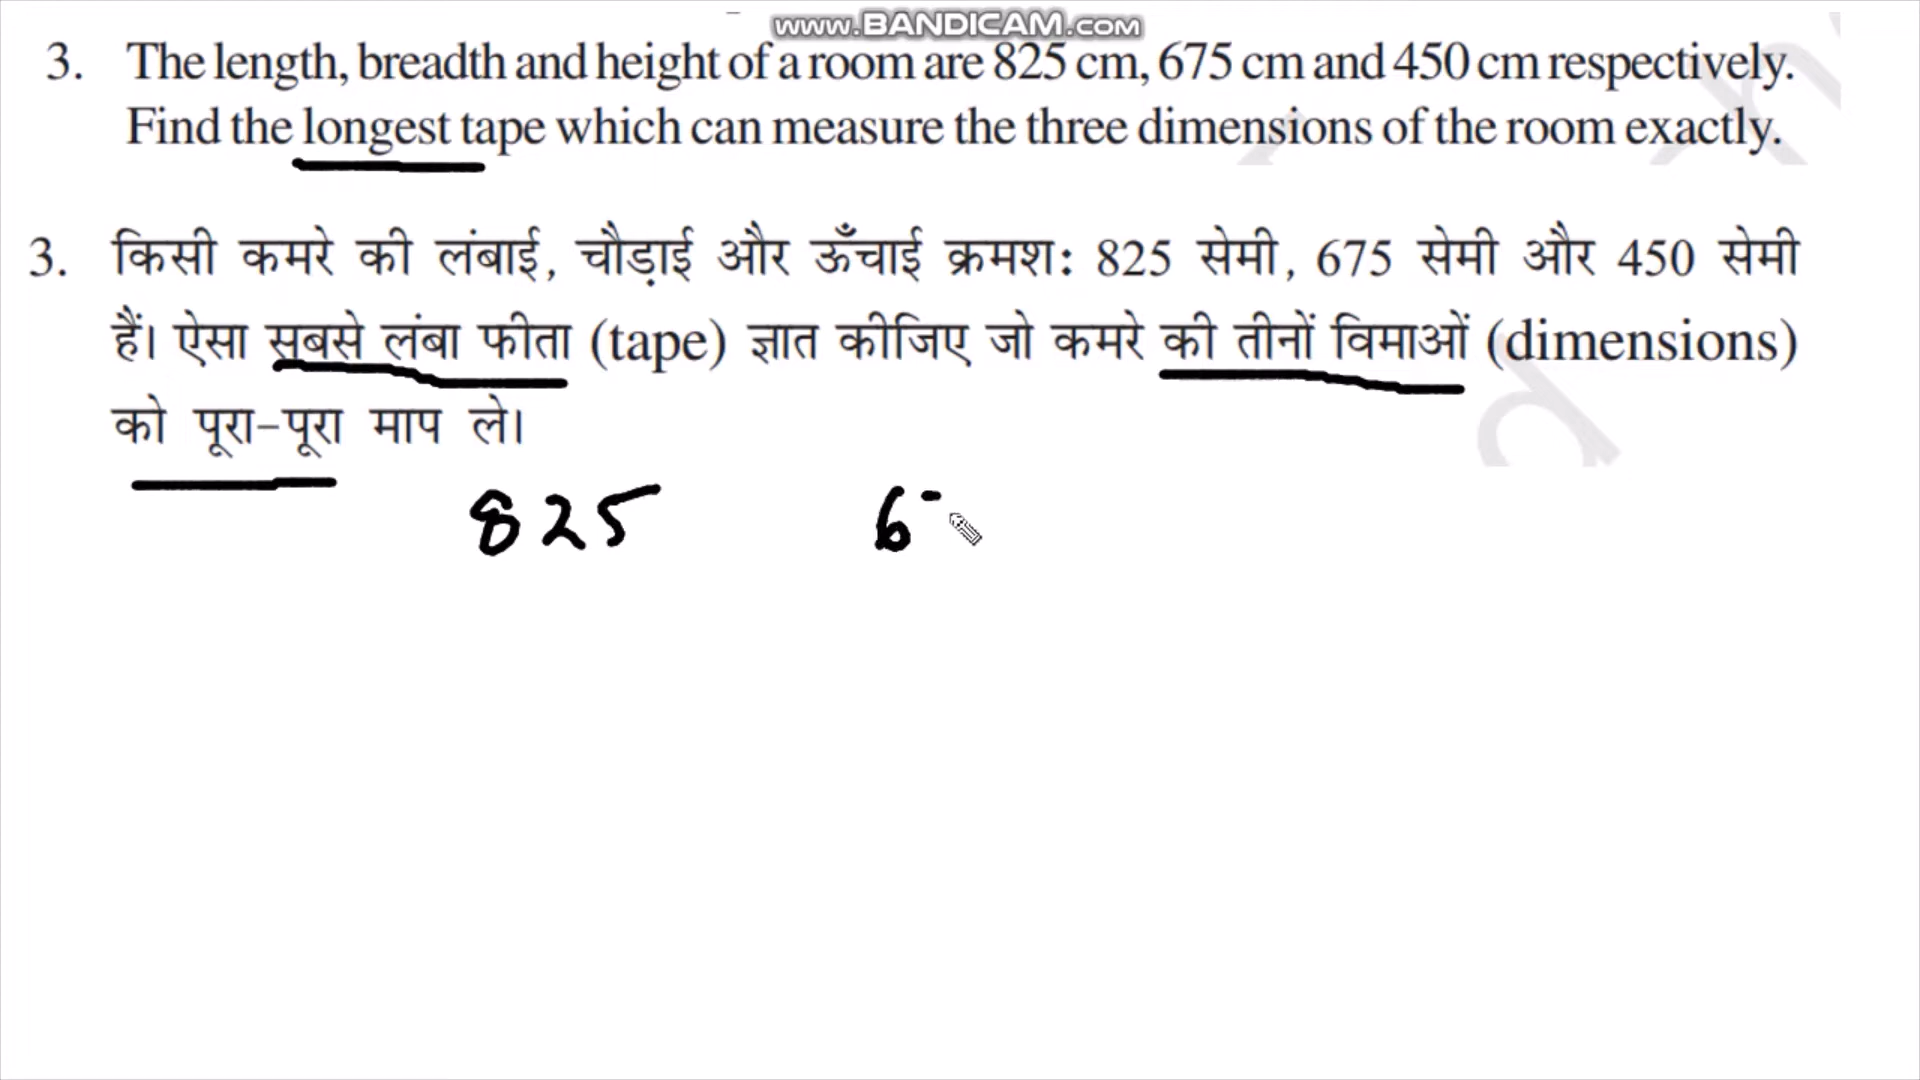 www.BANDICAM.com
3. The length, breadth and height of a room are 825 cm, 675 cm and 450 cm respectively.
Find the longest tape which can measure the three dimensions of the room exactly.
3. किसी कमरे की लंबाई, चौड़ाई और ऊँचाई क्रमश: 825 सेमी, 675 सेमी और 450 सेमी
हैं। ऐसा सबसे लंबा फीता (tape) ज्ञात कीजिए जो कमरे की तीनों विमाओं (dimensions)
को पूरा-पूरा माप ले।
825 6